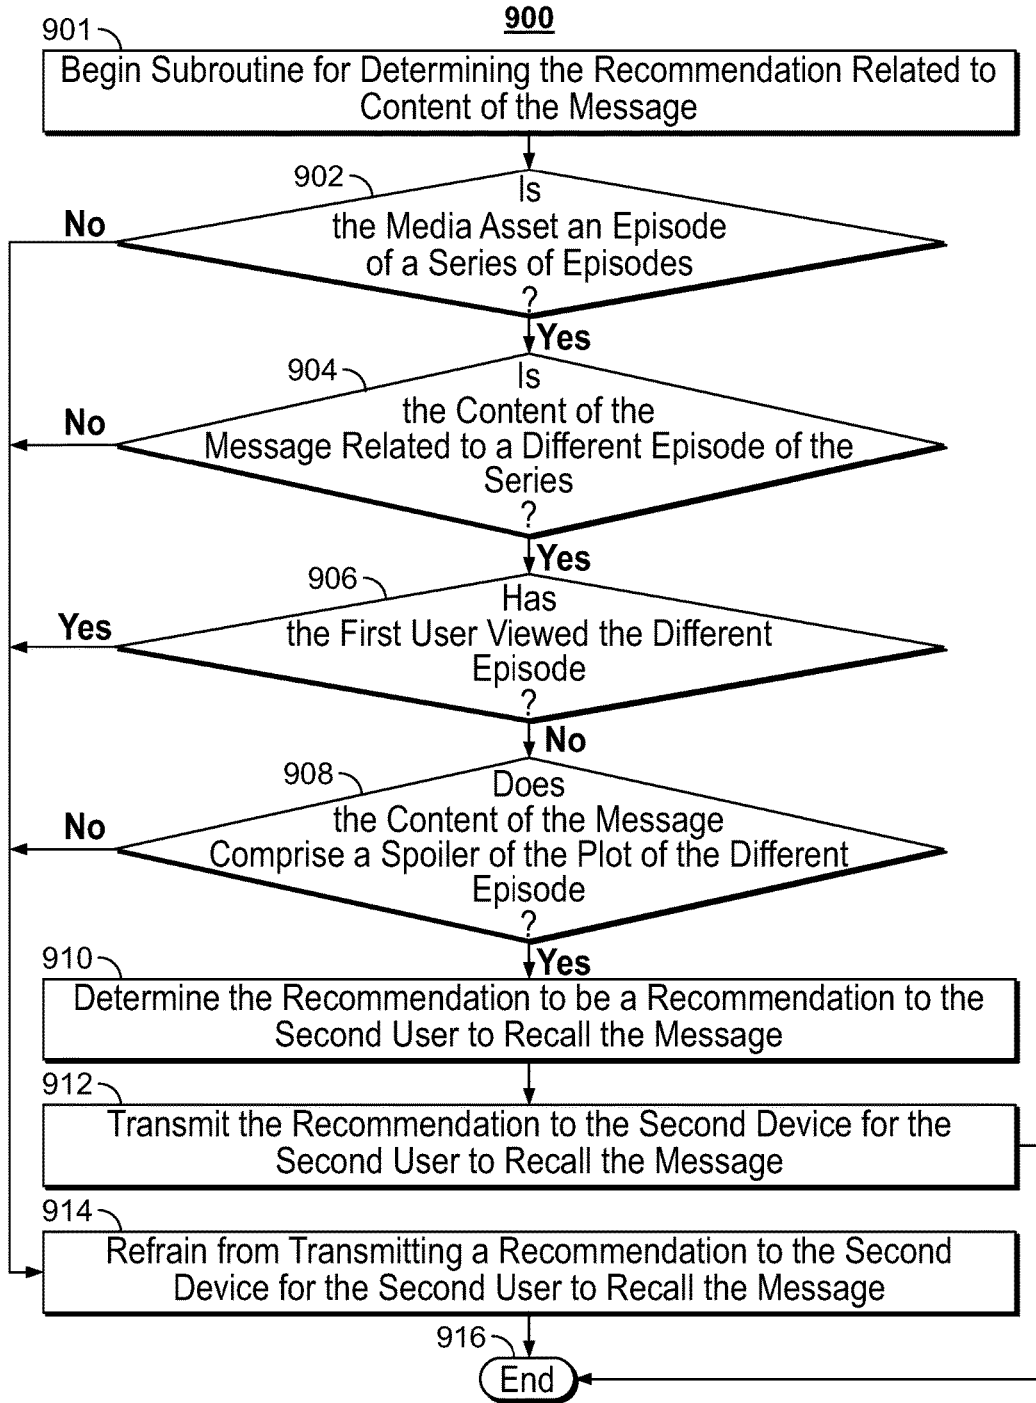 900
901
Begin Subroutine for Determining the Recommendation Related to
Content of the Message
902
Is
the Media Asset an Episode
of a Series of Episodes
?
No
Yes
904
Is
the Content of the
Message Related to a Different Episode of the
Series
?
No
Yes
906
Has
the First User Viewed the Different
Episode
?
Yes
No
908
Does
the Content of the Message
Comprise a Spoiler of the Plot of the Different
Episode
?
No
Yes
910
Determine the Recommendation to be a Recommendation to the
Second User to Recall the Message
912
Transmit the Recommendation to the Second Device for the
Second User to Recall the Message
914
Refrain from Transmitting a Recommendation to the Second
Device for the Second User to Recall the Message
916
End